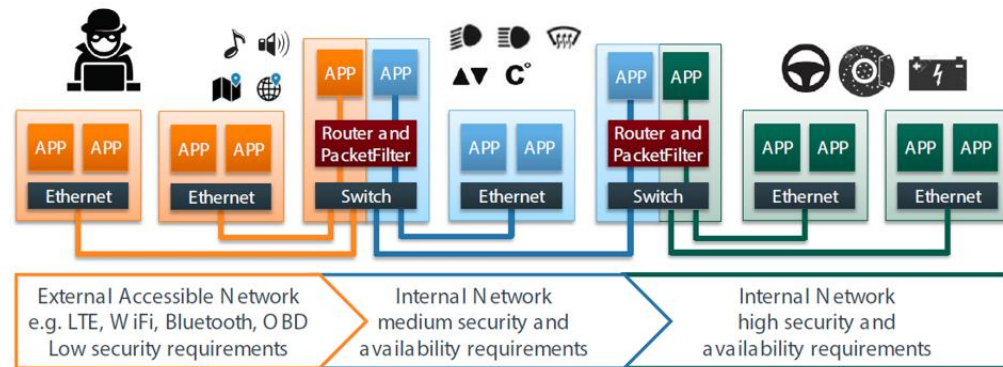 C°
APP APP
Ethernet
APP APP
Ethernet
APP APP
Router and
PacketFilter
Switch
APP APP
Ethernet
APP APP
Router and
PacketFilter
Switch
APP APP
Ethernet
APP APP
Ethernet
External Accessible Network
e.g. LTE, WiFi, Bluetooth, OBD
Low security requirements
Internal Network
medium security and
availability requirements
Internal Network
high security and
availability requirements